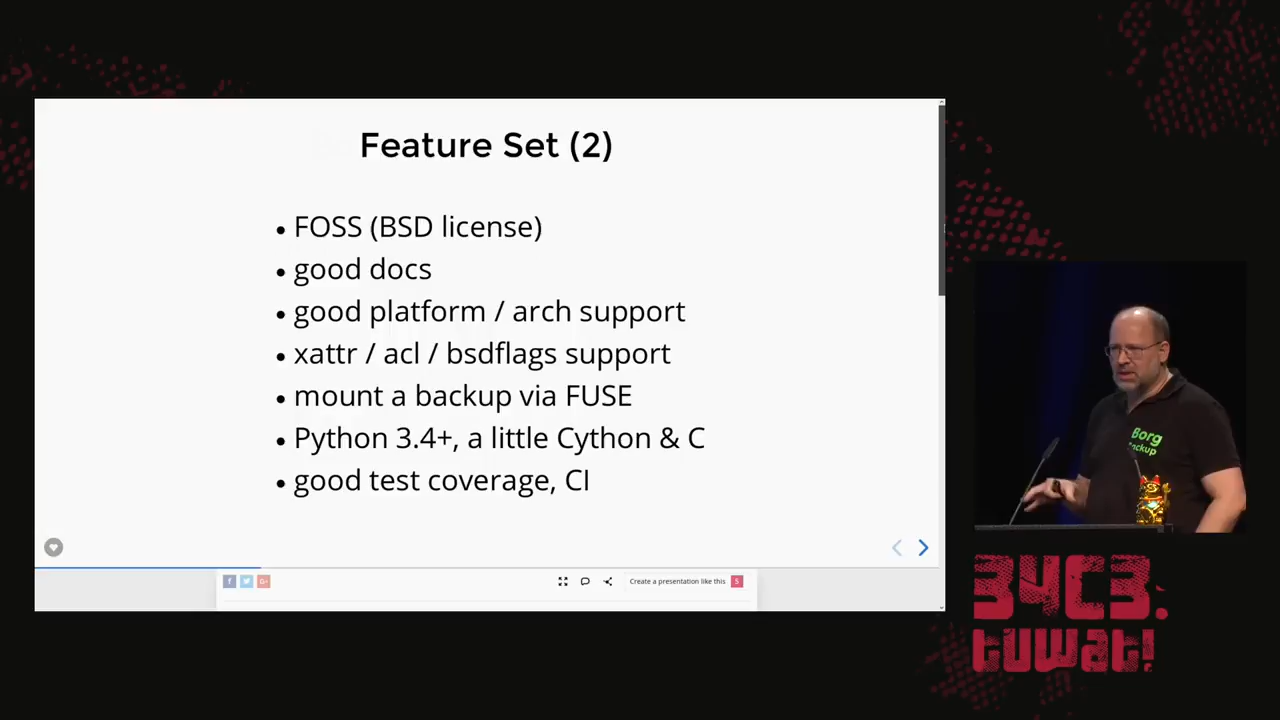 Feature Set (2)
• FOSS (BSD license)
• good docs
• good platform / arch support
• xattr / acl / bsdflags support
• mount a backup via FUSE
• Python 3.4+, a little Cython & C
• good test coverage, CI
Create a presentation like this
S
Borg
34C3.
tuwat!